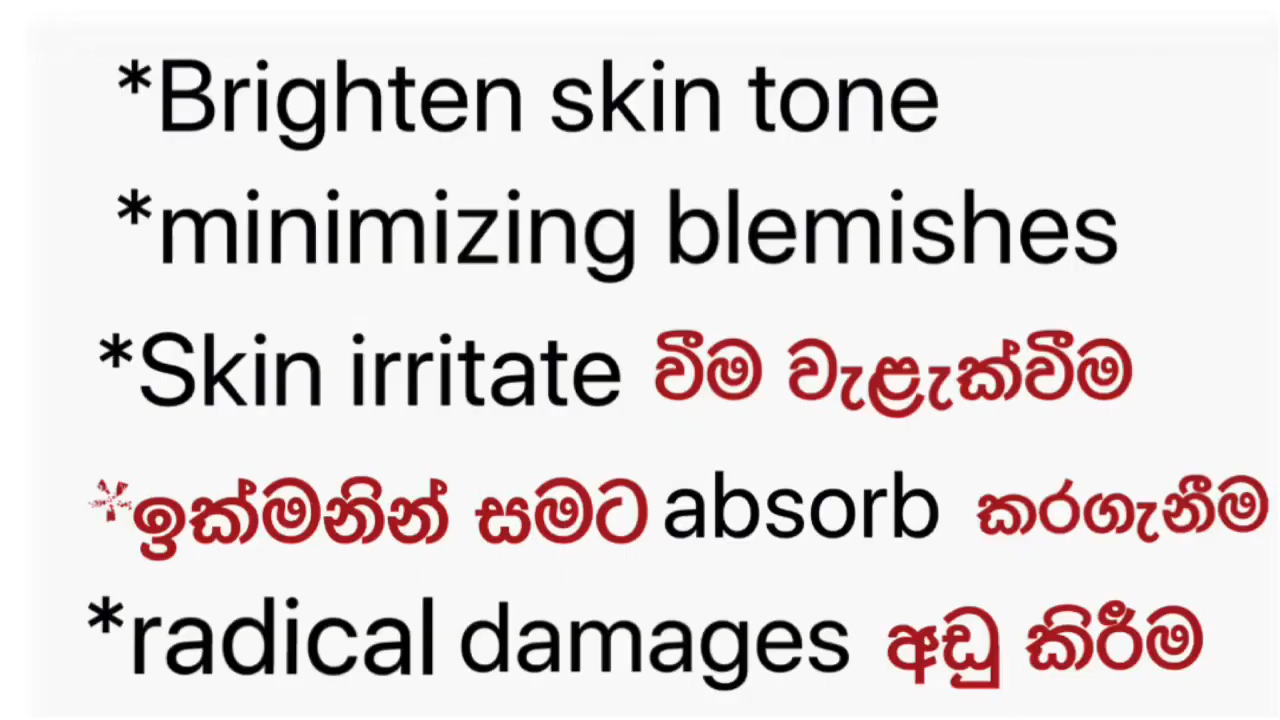 *Brighten skin tone
*minimizing blemishes
*Skin irritate වීම වැළැක්වීම
*ඉක්මනින් සමට absorb කරගැනීම
*radical damages අඩු කිරීම